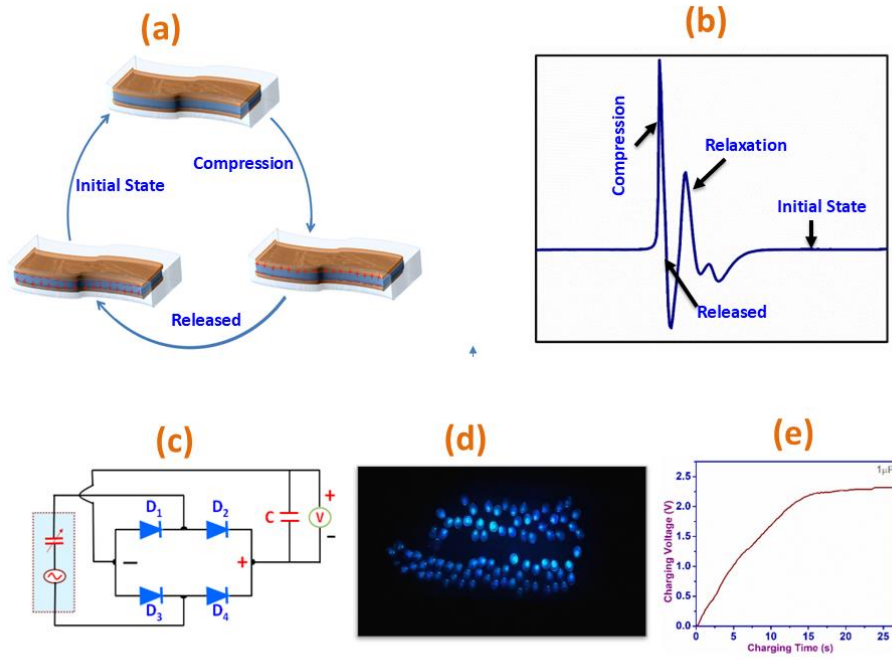 (a)
Initial State
Compression
Released
(b)
Compression
Relaxation
Initial State
Released
(c)
D1
D2
−
+
D3
D4
C
V
+
−
(d)
(e)
1µF
Charging Voltage (V)
2.5
2.0
1.5
1.0
0.5
0.0
0 5 10 15 20 25
Charging Time (s)